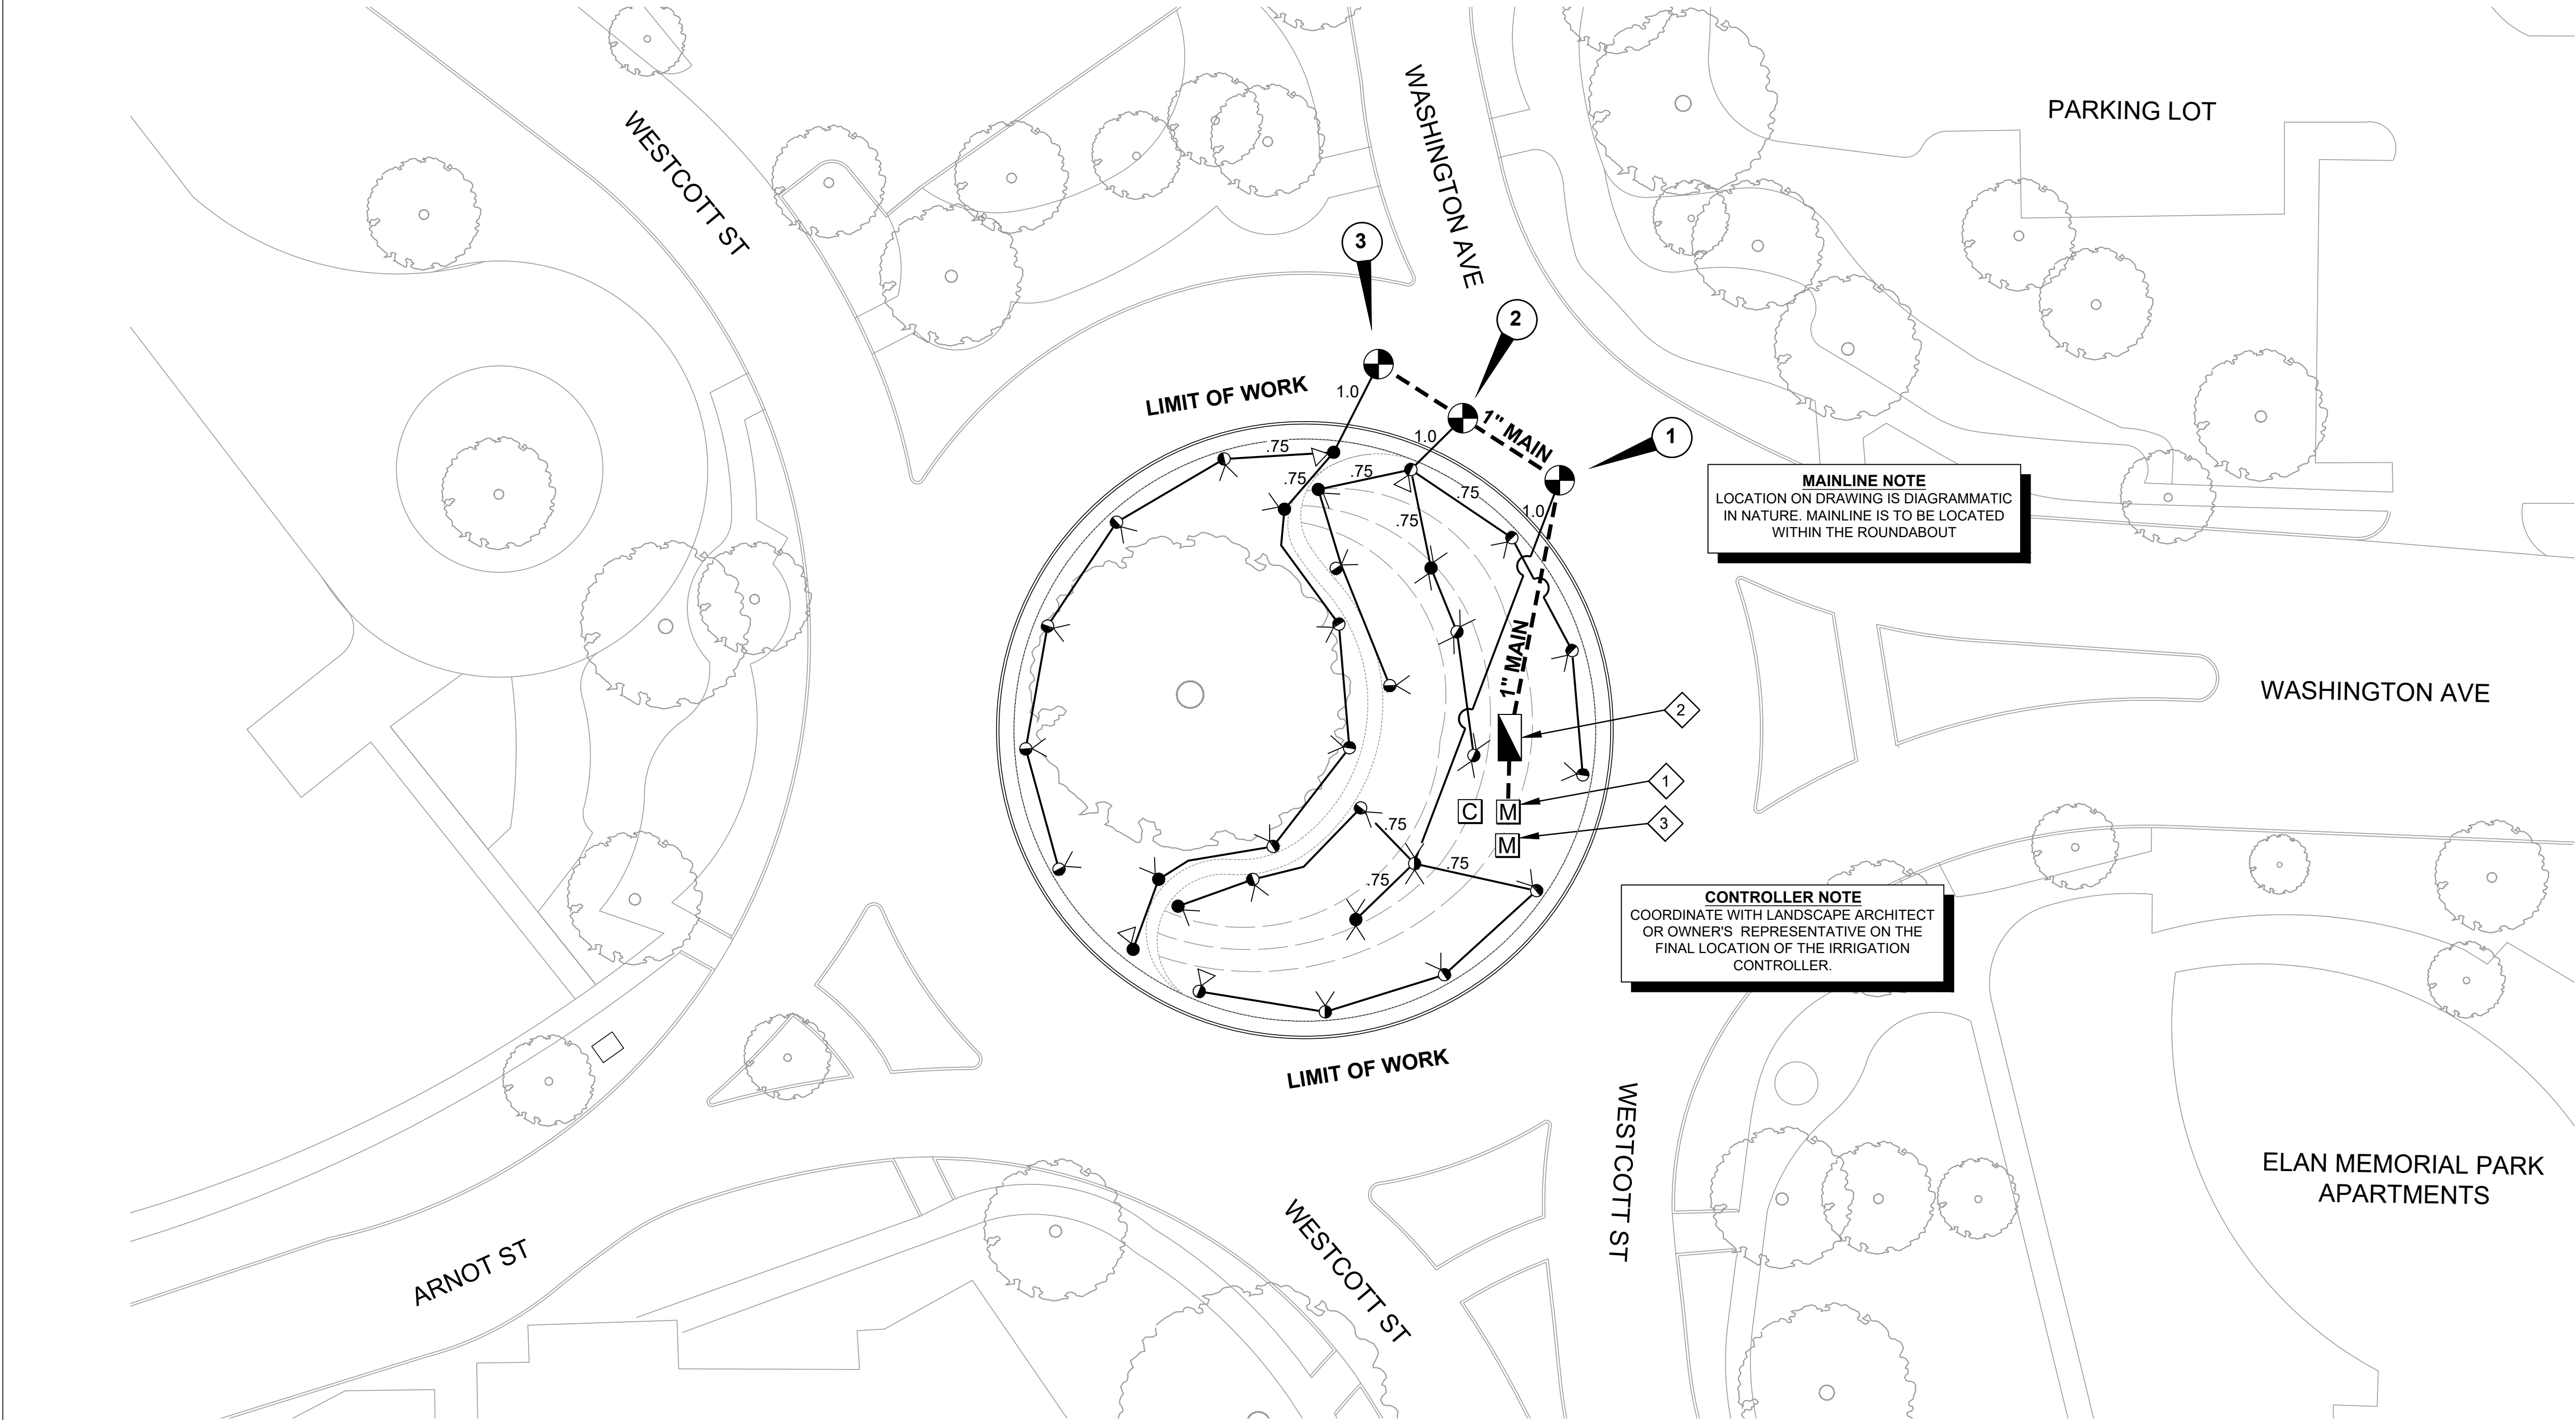 PARKING LOT
WESTCOTT ST
WASHINGTON AVE
3
2
1
LIMIT OF WORK
1.0
1.0
1" MAIN
1.0
.75
.75
.75
.75
.75
MAINLINE NOTE
LOCATION ON DRAWING IS DIAGRAMMATIC
IN NATURE. MAINLINE IS TO BE LOCATED
WITHIN THE ROUNDABOUT
1" MAIN
WASHINGTON AVE
2
1
3
C
M
M
.75
.75
.75
CONTROLLER NOTE
COORDINATE WITH LANDSCAPE ARCHITECT
OR OWNER'S REPRESENTATIVE ON THE
FINAL LOCATION OF THE IRRIGATION
CONTROLLER.
LIMIT OF WORK
WESTCOTT ST
WESTCOTT ST
ARNOT ST
ELAN MEMORIAL PARK
APARTMENTS